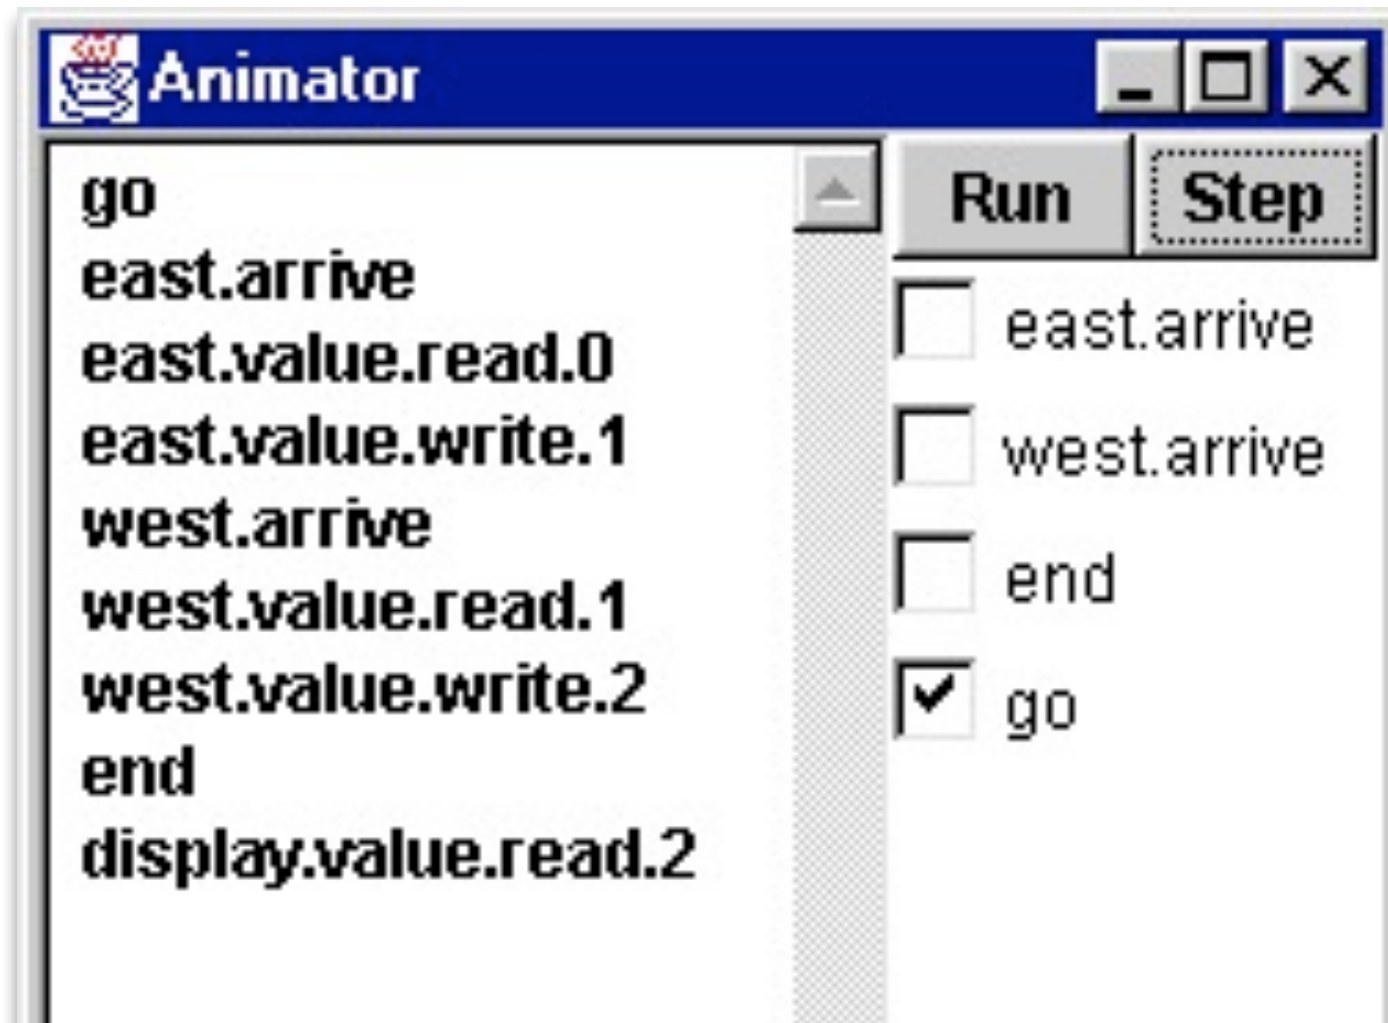 Animator
go
east.arrive
east.value.read.0
east.value.write.1
west.arrive
west.value.read.1
west.value.write.2
end
display.value.read.2
Run Step
east.arrive
west.arrive
end
go